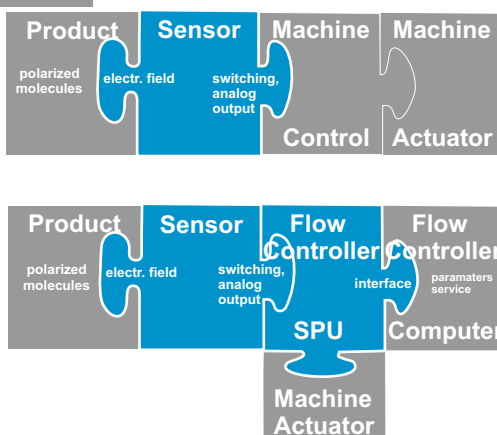 Product
polarized
molecules
electr. field
Sensor
switching,
analog
output
Machine
Control
Machine
Actuator
Product
polarized
molecules
electr. field
Sensor
switching,
analog
output
Flow
Controller
interface
SPU
Flow
Controller
paramaters
service
Computer
Machine
Actuator